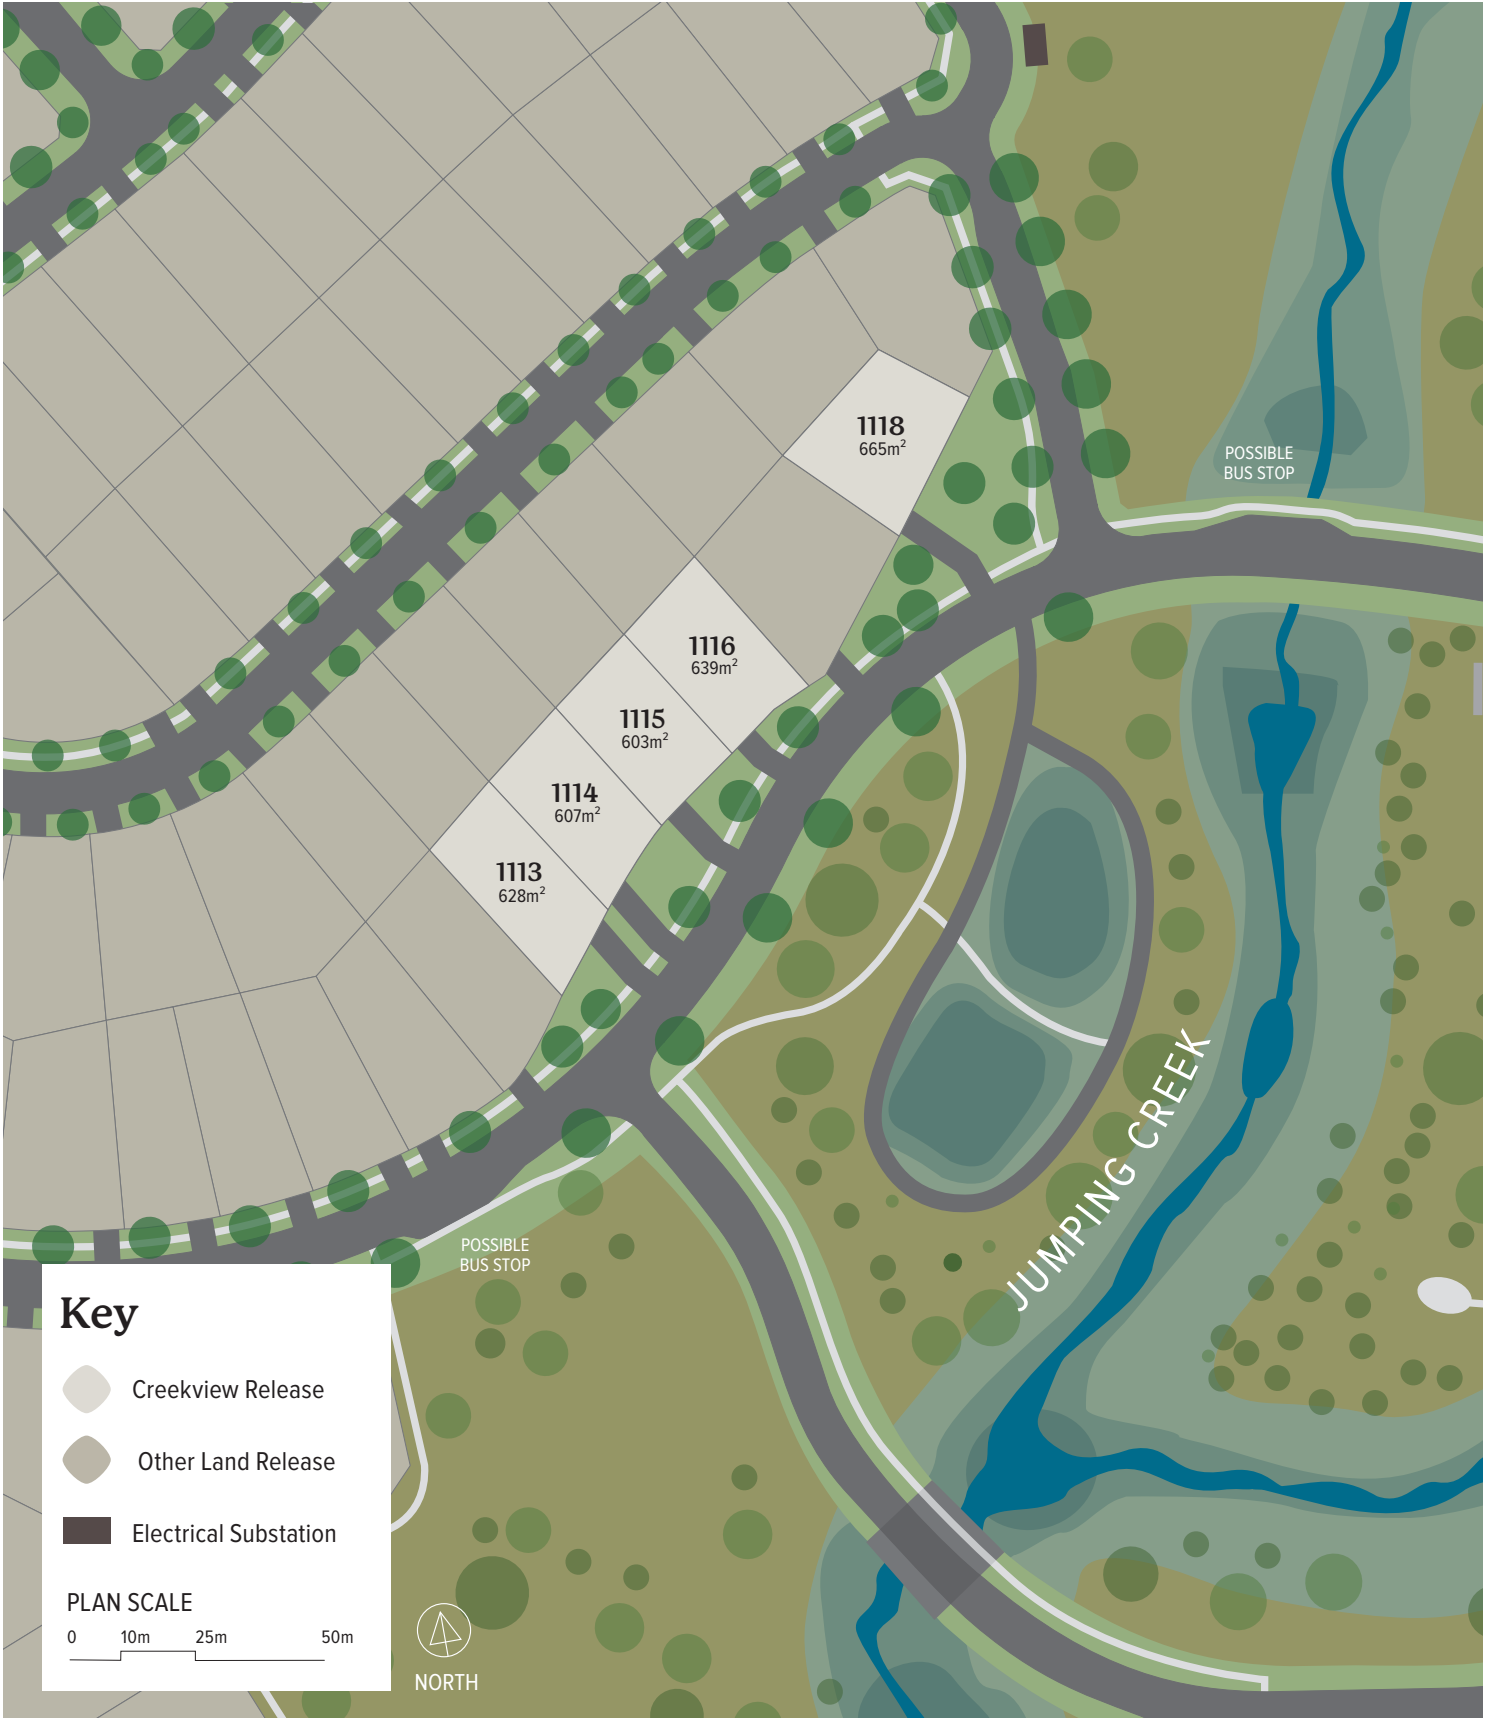 1118
665m²
POSSIBLE
BUS STOP
1116
639m²
1115
603m²
1114
607m²
1113
628m²
JUMPING CREEK
POSSIBLE
BUS STOP
Key
Creekview Release
Other Land Release
Electrical Substation
PLAN SCALE
0 10m 25m 50m
NORTH